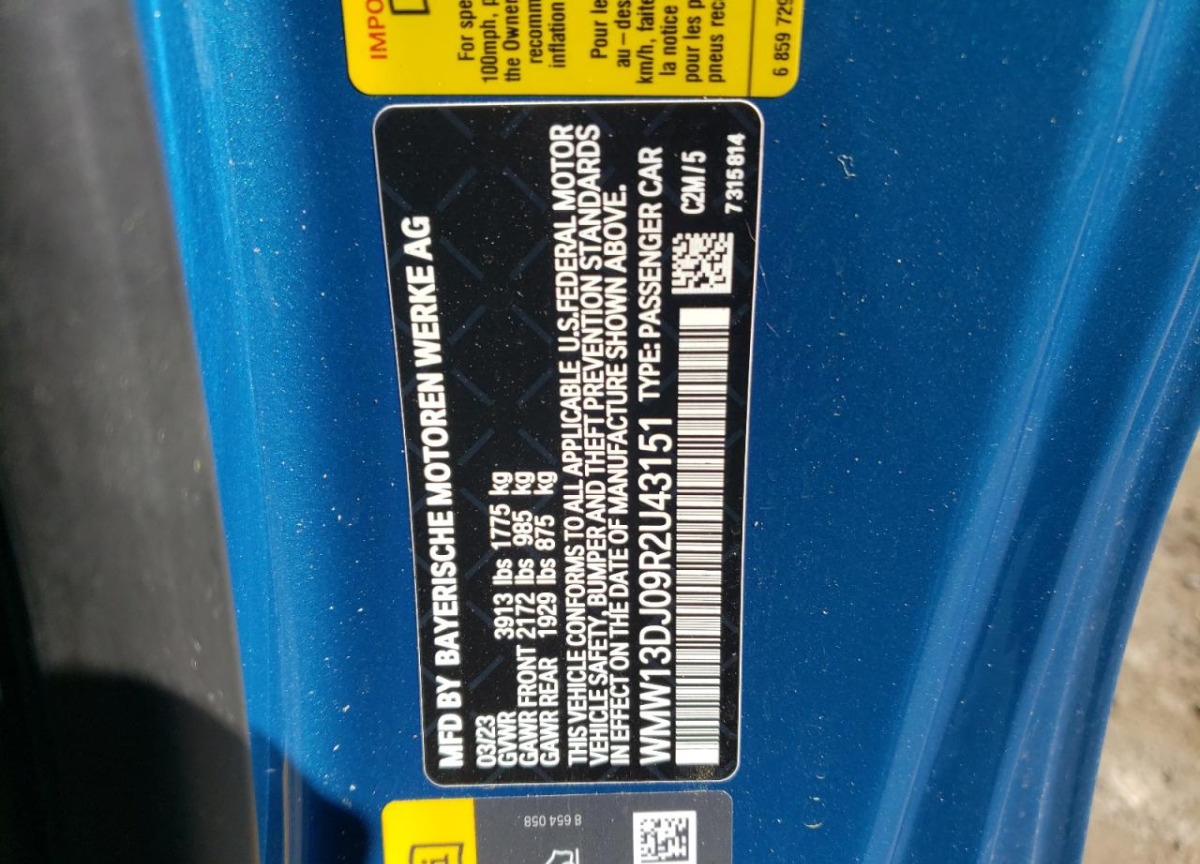 IMPO
For spe
100mph, p
the Owner
recomm
inflation
Pour le
au – des
km/h, faite
la notice
pour les p
pneus rec
6 859 729
MFD BY BAYERISCHE MOTOREN WERKE AG
03/23
GVWR 3913 lbs 1775 kg
GAWR FRONT 2172 lbs 985 kg
GAWR REAR 1929 lbs 875 kg
THIS VEHICLE CONFORMS TO ALL APPLICABLE U.S.FEDERAL MOTOR
VEHICLE SAFETY, BUMPER AND THEFT PREVENTION STANDARDS
IN EFFECT ON THE DATE OF MANUFACTURE SHOWN ABOVE.
WMW13DJ09R2U43151 TYPE: PASSENGER CAR
C2M/5
7 315 814
8 654 058
i